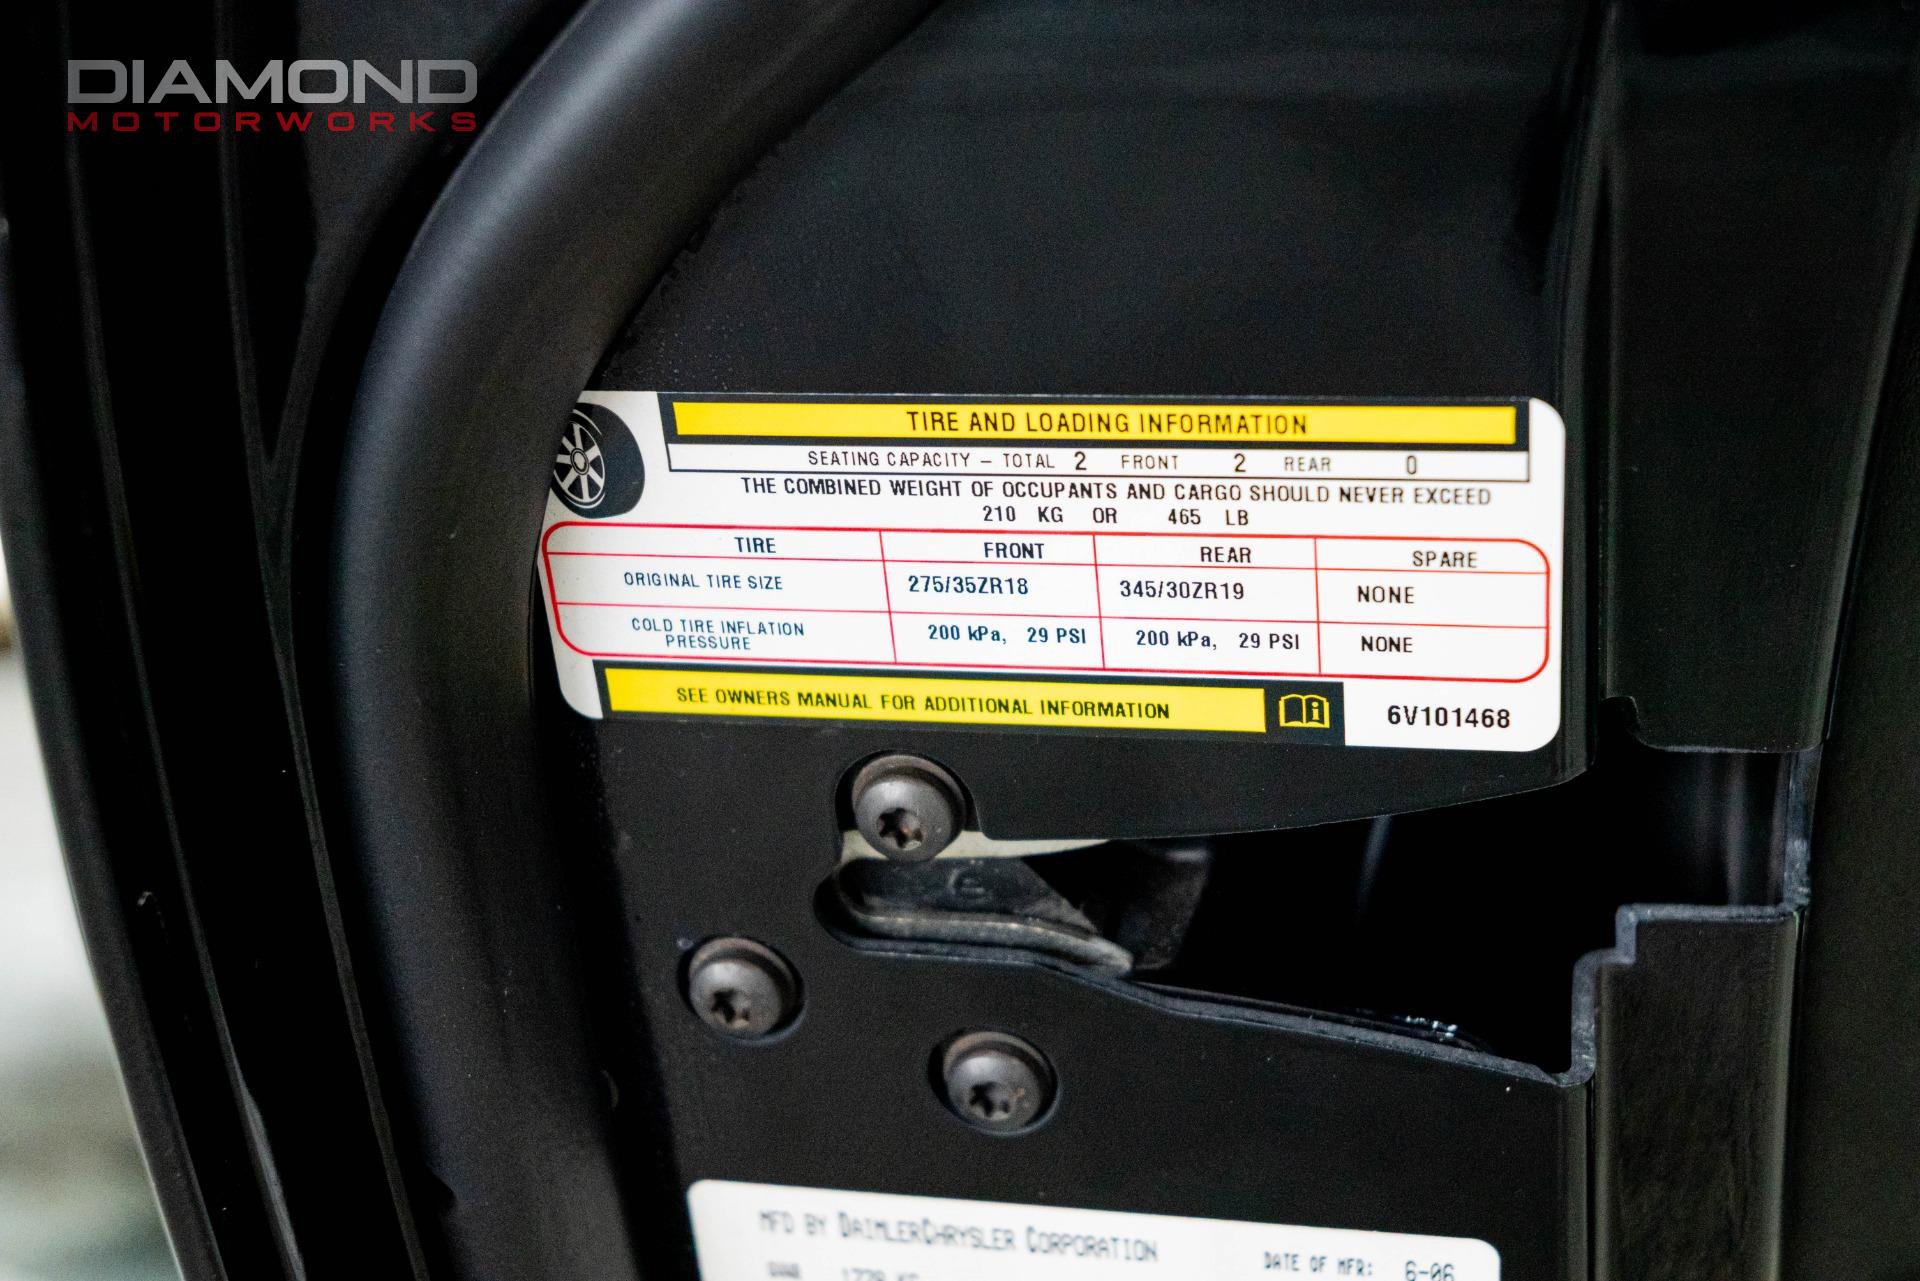 DIAMOND
MOTORWORKS
TIRE AND LOADING INFORMATION
SEATING CAPACITY – TOTAL 2 FRONT 2 REAR 0
THE COMBINED WEIGHT OF OCCUPANTS AND CARGO SHOULD NEVER EXCEED
210 KG OR 465 LB
TIRE FRONT REAR SPARE
ORIGINAL TIRE SIZE 275/35ZR18 345/30ZR19 NONE
COLD TIRE INFLATION PRESSURE 200 kPa, 29 PSI 200 kPa, 29 PSI NONE
SEE OWNERS MANUAL FOR ADDITIONAL INFORMATION
6V101468
MFD BY DAIMLERCHRYSLER CORPORATION DATE OF MFR: 6-06